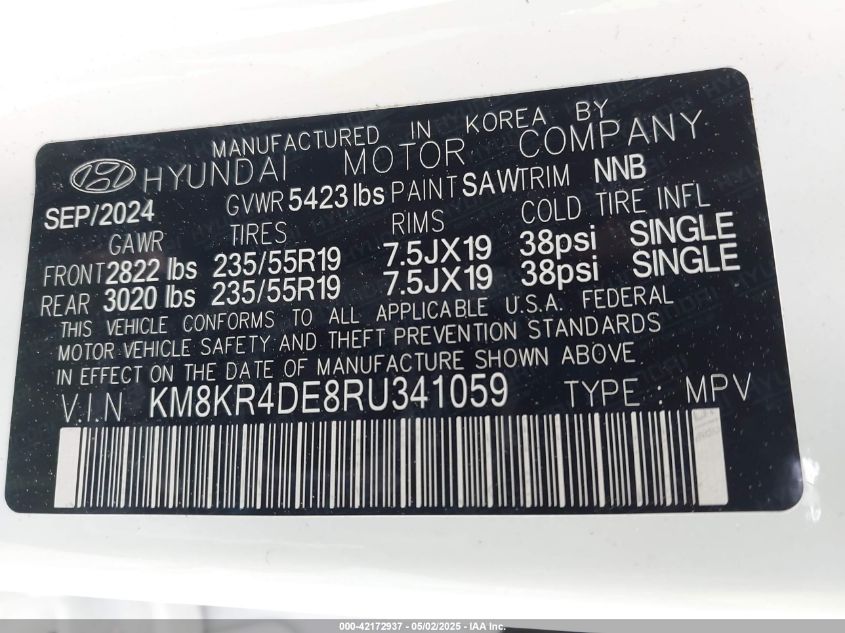 MANUFACTURED IN KOREA BY
HYUNDAI MOTOR COMPANY
SEP/2024 GVWR 5423 lbs PAINT SAW TRIM NNB
GAWR TIRES RIMS COLD TIRE INFL
FRONT 2822 lbs 235/55R19 7.5JX19 38psi SINGLE
REAR 3020 lbs 235/55R19 7.5JX19 38psi SINGLE
THIS VEHICLE CONFORMS TO ALL APPLICABLE U.S.A. FEDERAL
MOTOR VEHICLE SAFETY AND THEFT PREVENTION STANDARDS
IN EFFECT ON THE DATE OF MANUFACTURE SHOWN ABOVE
V.I.N KM8KR4DE8RU341059 TYPE : MPV
000-42172937 - 05/02/2025 - IAA Inc.